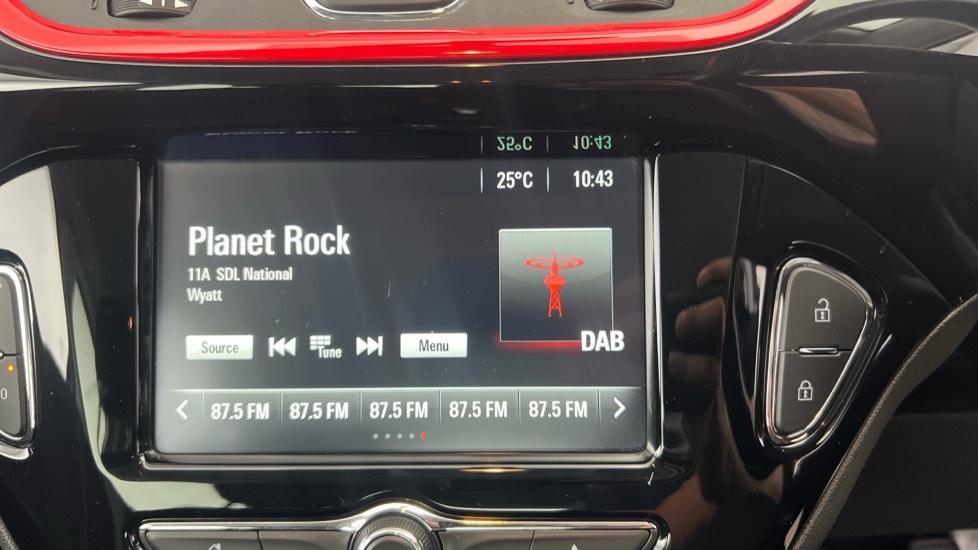 25°C 10:43
25°C 10:43
Planet Rock
11A SDL National
Wyatt
Source Tune Menu
DAB
87.5 FM 87.5 FM 87.5 FM 87.5 FM 87.5 FM
0